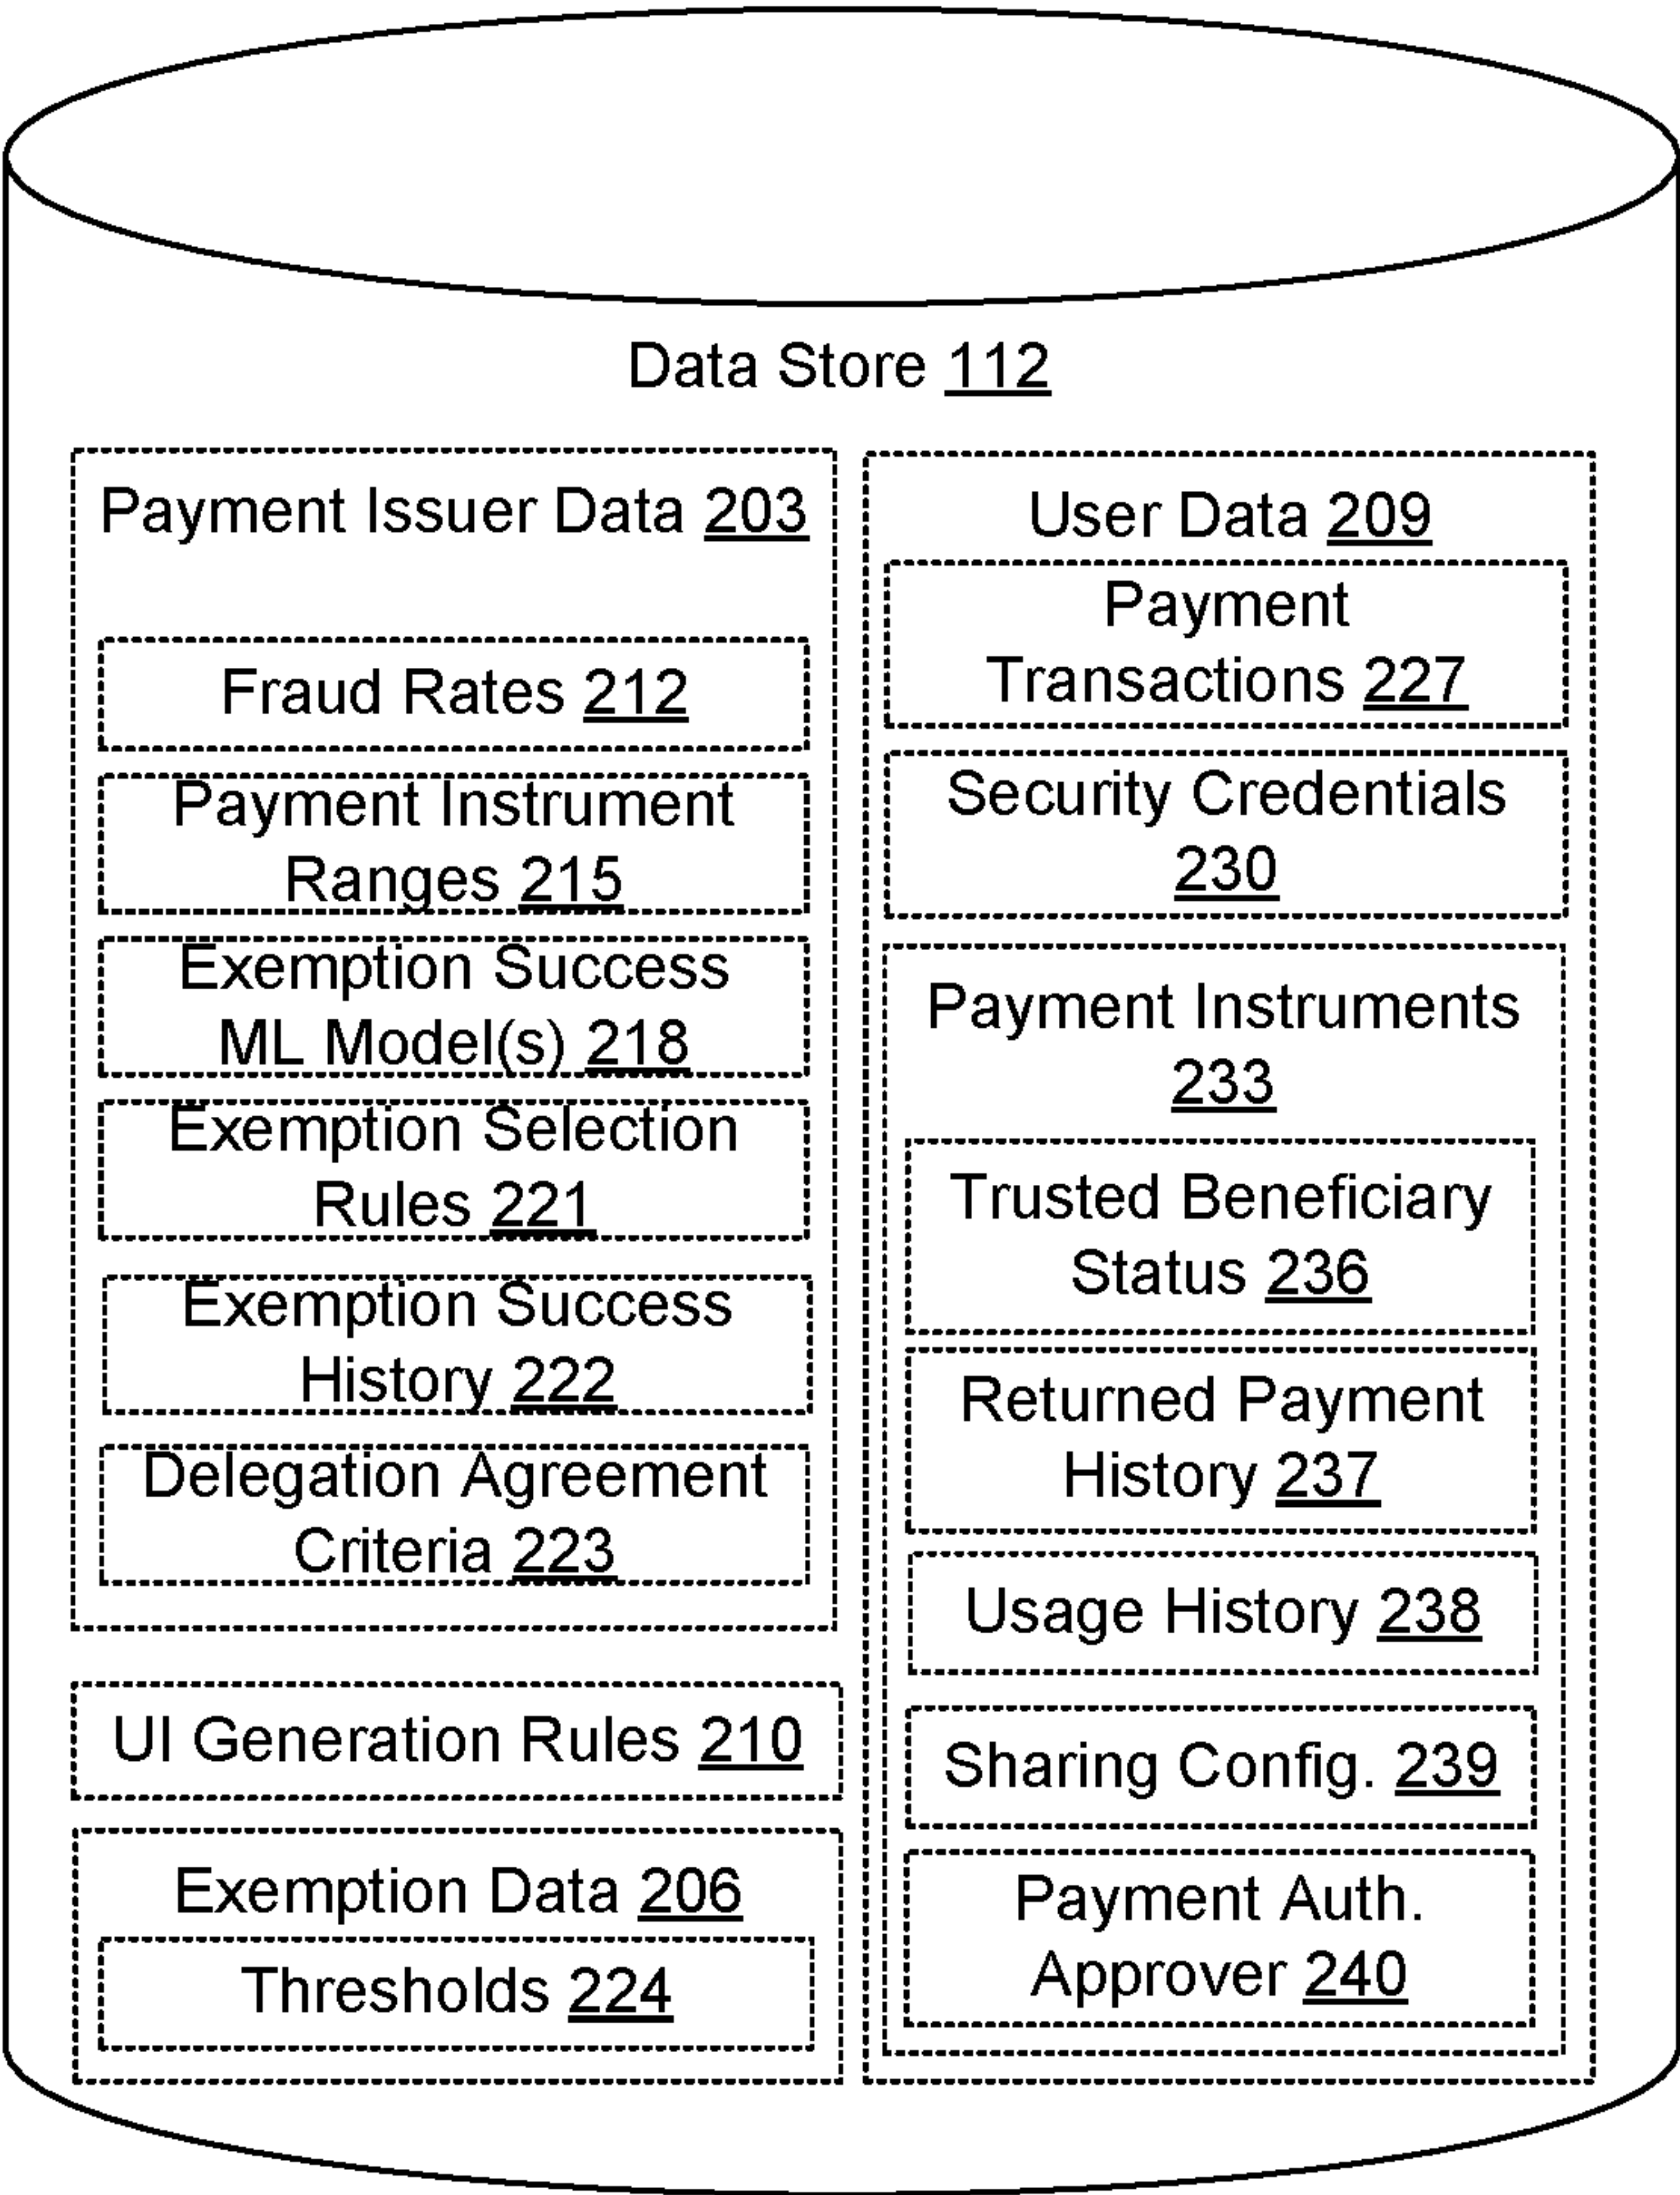 Data Store 112
Payment Issuer Data 203
Fraud Rates 212
Payment Instrument
Ranges 215
Exemption Success
ML Model(s) 218
Exemption Selection
Rules 221
Exemption Success
History 222
Delegation Agreement
Criteria 223
UI Generation Rules 210
Exemption Data 206
Thresholds 224
User Data 209
Payment
Transactions 227
Security Credentials
230
Payment Instruments
233
Trusted Beneficiary
Status 236
Returned Payment
History 237
Usage History 238
Sharing Config. 239
Payment Auth.
Approver 240